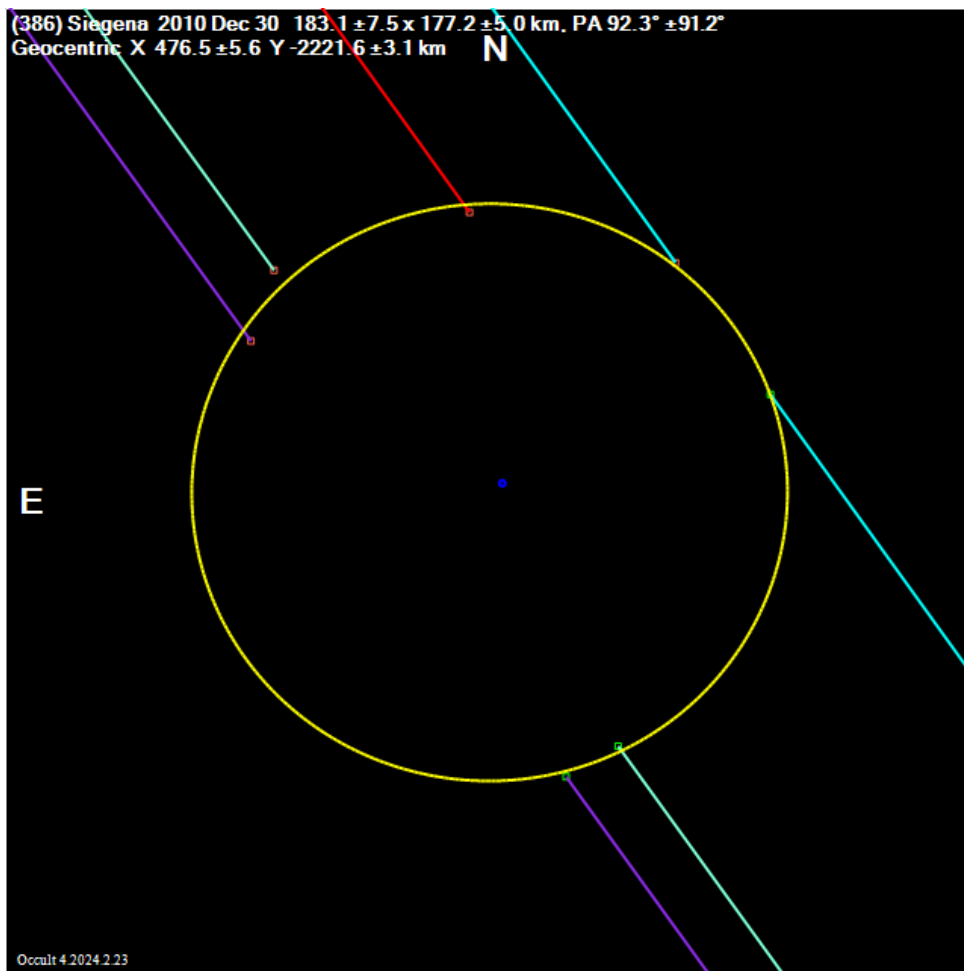 (386) Siegena 2010 Dec 30 183.1 ±7.5 x 177.2 ±5.0 km, PA 92.3° ±91.2°
Geocentric X 476.5 ±5.6 Y -2221.6 ±3.1 km
N
E
Occult 4.2024.2.23